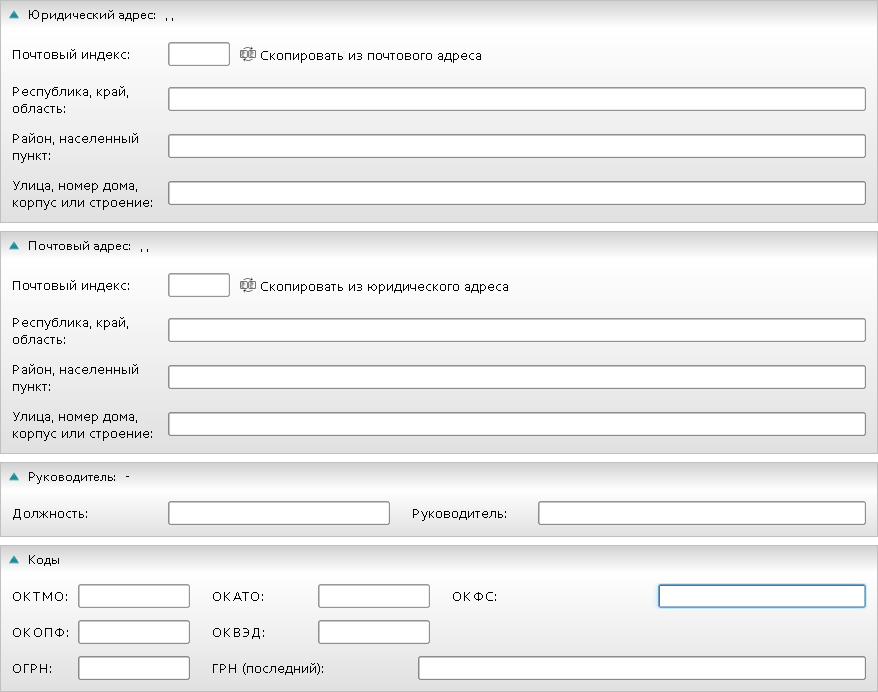 Юридический адрес: , ,
Почтовый индекс: Скопировать из почтового адреса
Республика, край,
область:
Район, населенный
пункт:
Улица, номер дома,
корпус или строение:
Почтовый адрес: , ,
Почтовый индекс: Скопировать из юридического адреса
Республика, край,
область:
Район, населенный
пункт:
Улица, номер дома,
корпус или строение:
Руководитель: -
Должность: Руководитель:
Коды
ОКТМО: ОКАТО: ОКФС:
ОКОПФ: ОКВЭД:
ОГРН: ГРН (последний):